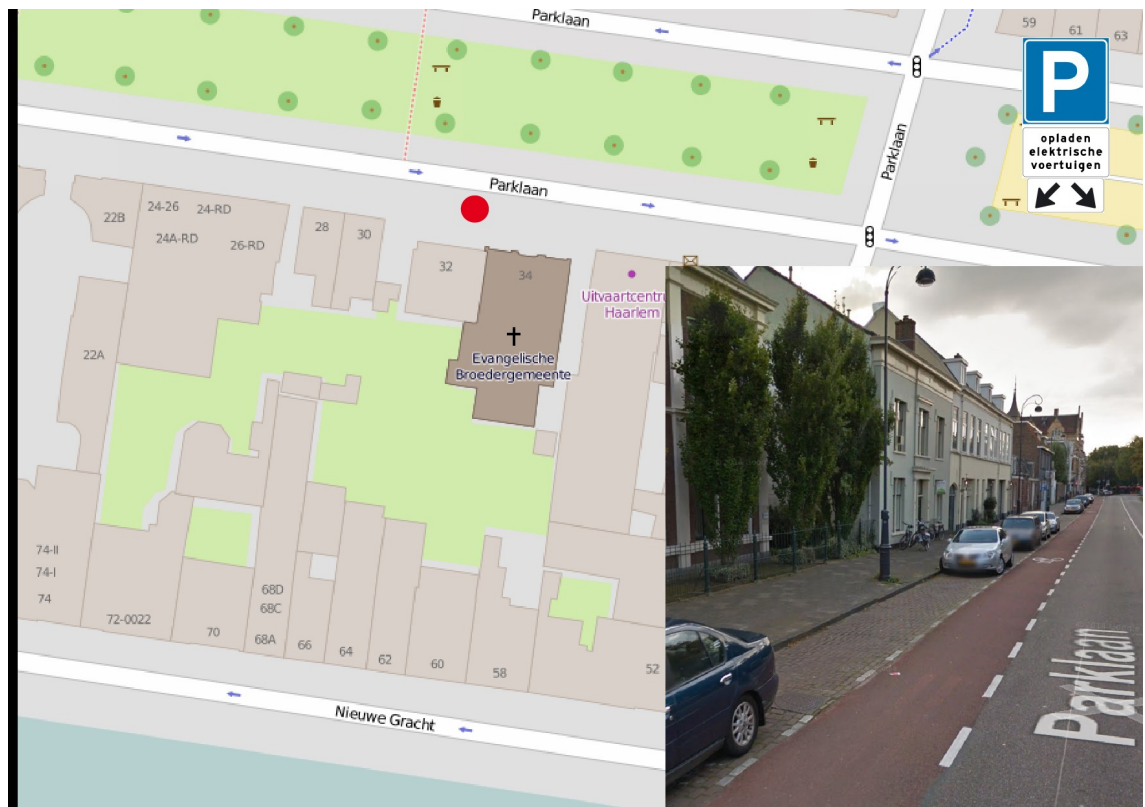 Parklaan
59
61
63
P
opladen
elektrische
voertuigen
Parklaan
Parklaan
22B
24-26
24-RD
24A-RD
26-RD
28
30
32
34
Uitvaartcentru
Haarlem
22A
Evangelische
Broedergemeente
74-II
74-I
74
72-0022
70
68D
68C
68A
66
64
62
60
58
52
Nieuwe Gracht
Parklaan